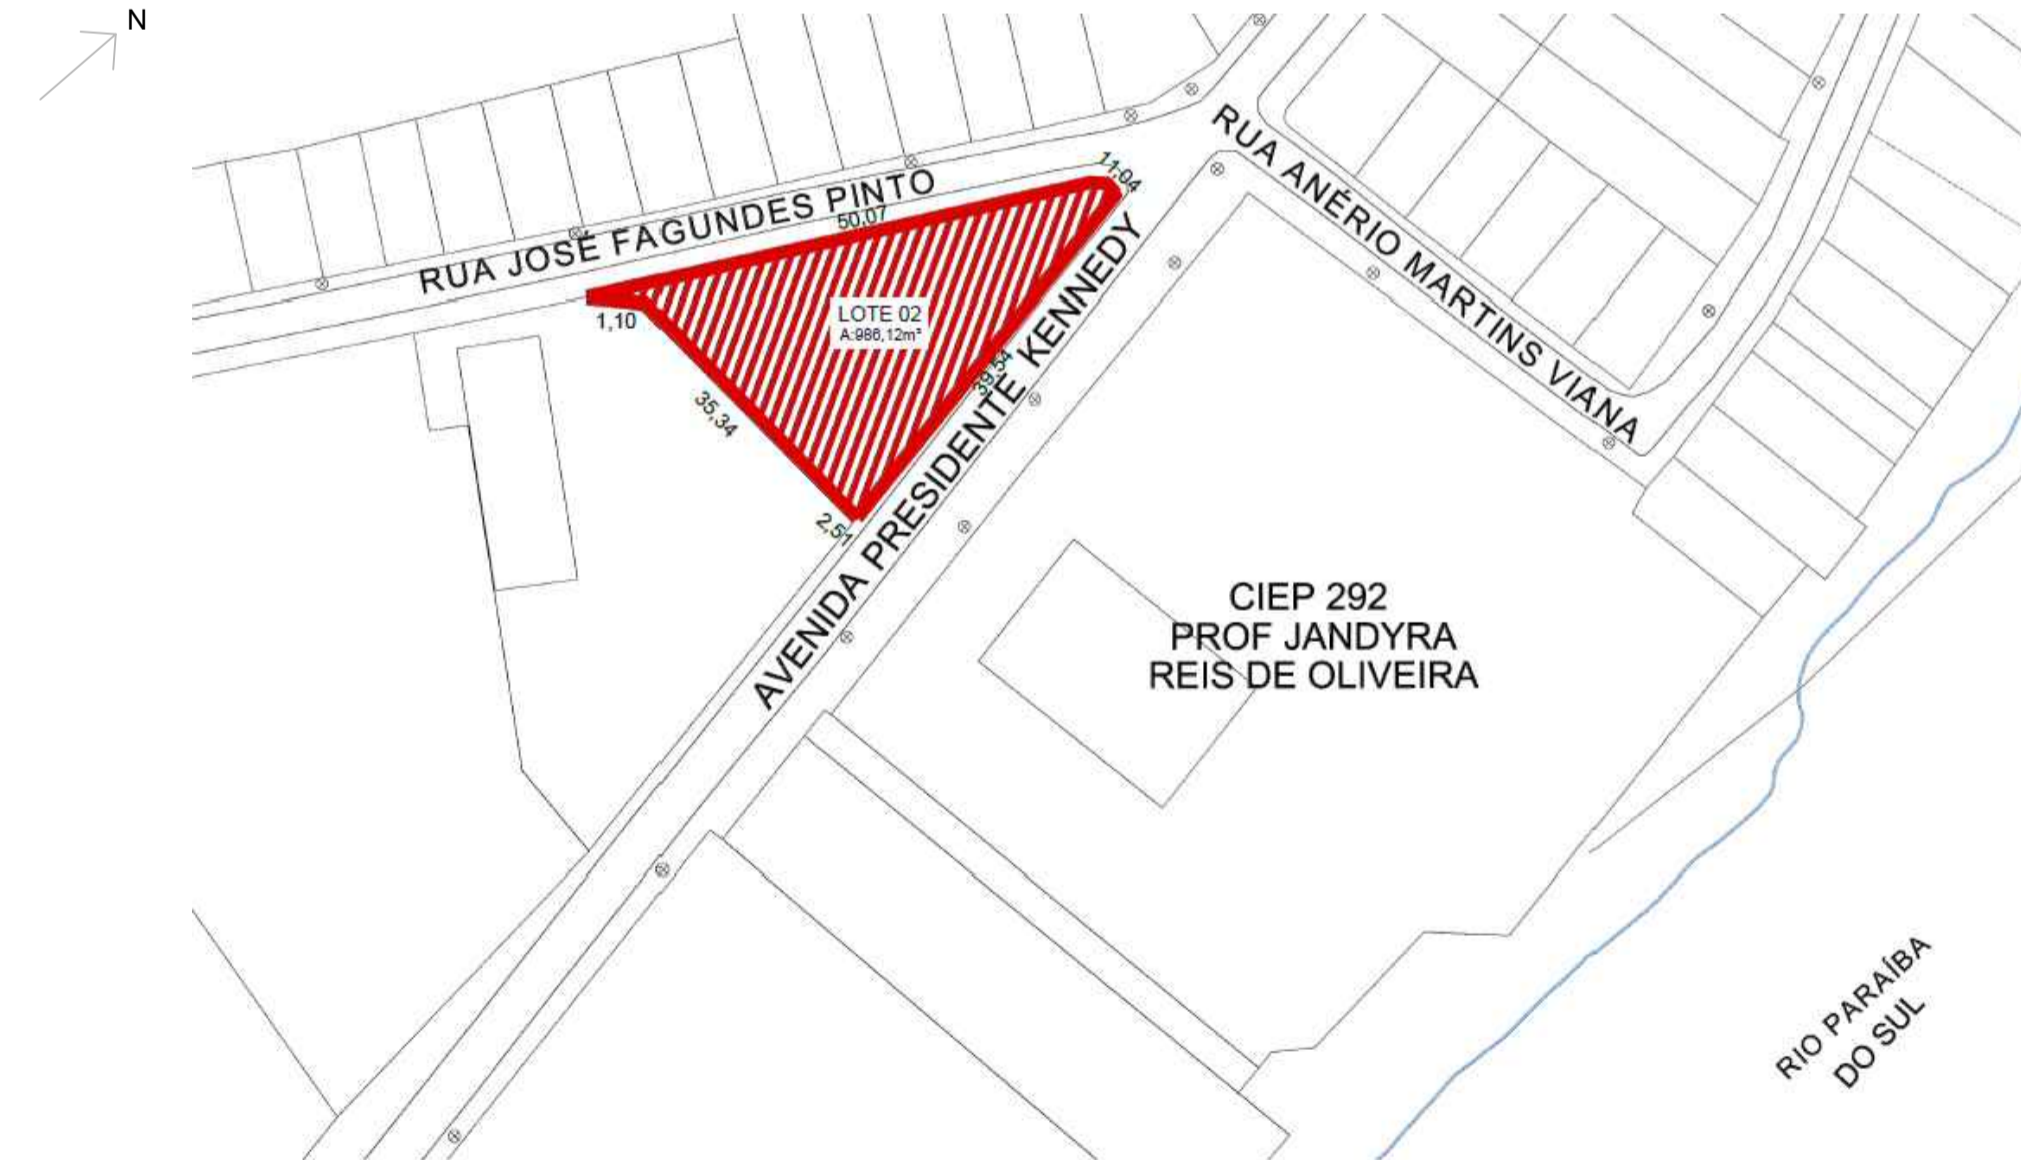 N
11,04
RUA ANÉRIO MARTINS VIANA
RUA JOSÉ FAGUNDES PINTO
50,07
1,10
LOTE 02
A:986,12m²
39,54
AVENIDA PRESIDENTE KENNEDY
35,34
2,51
CIEP 292
PROF JANDYRA
REIS DE OLIVEIRA
RIO PARAÍBA
DO SUL